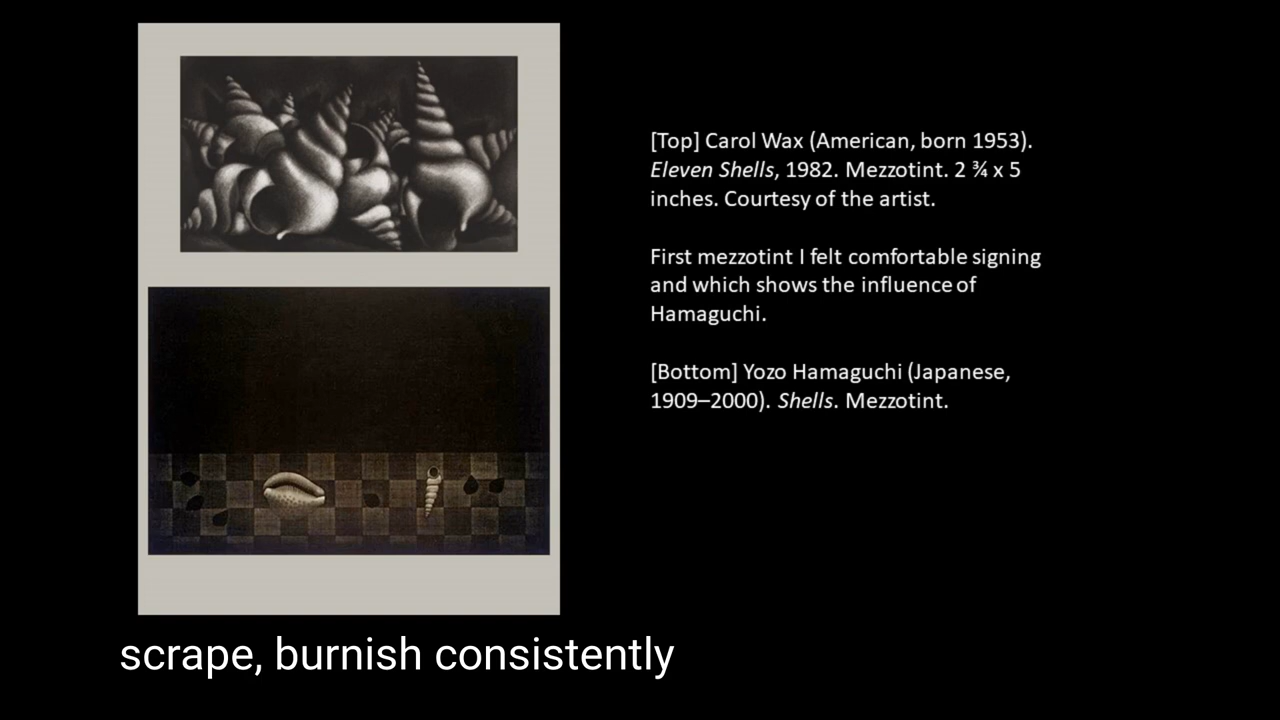 [Top] Carol Wax (American, born 1953).
Eleven Shells, 1982. Mezzotint. 2 ¾ x 5
inches. Courtesy of the artist.
First mezzotint I felt comfortable signing
and which shows the influence of
Hamaguchi.
[Bottom] Yozo Hamaguchi (Japanese,
1909–2000). Shells. Mezzotint.
scrape, burnish consistently